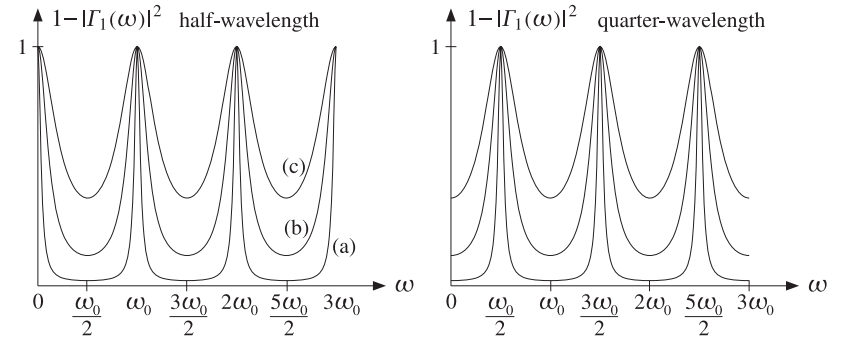 1−|Γ₁(ω)|² half-wavelength
1
(c)
(b)
(a)
0 ω₀/2 ω₀ 3ω₀/2 2ω₀ 5ω₀/2 3ω₀ ω
1−|Γ₁(ω)|² quarter-wavelength
1
0 ω₀/2 ω₀ 3ω₀/2 2ω₀ 5ω₀/2 3ω₀ ω